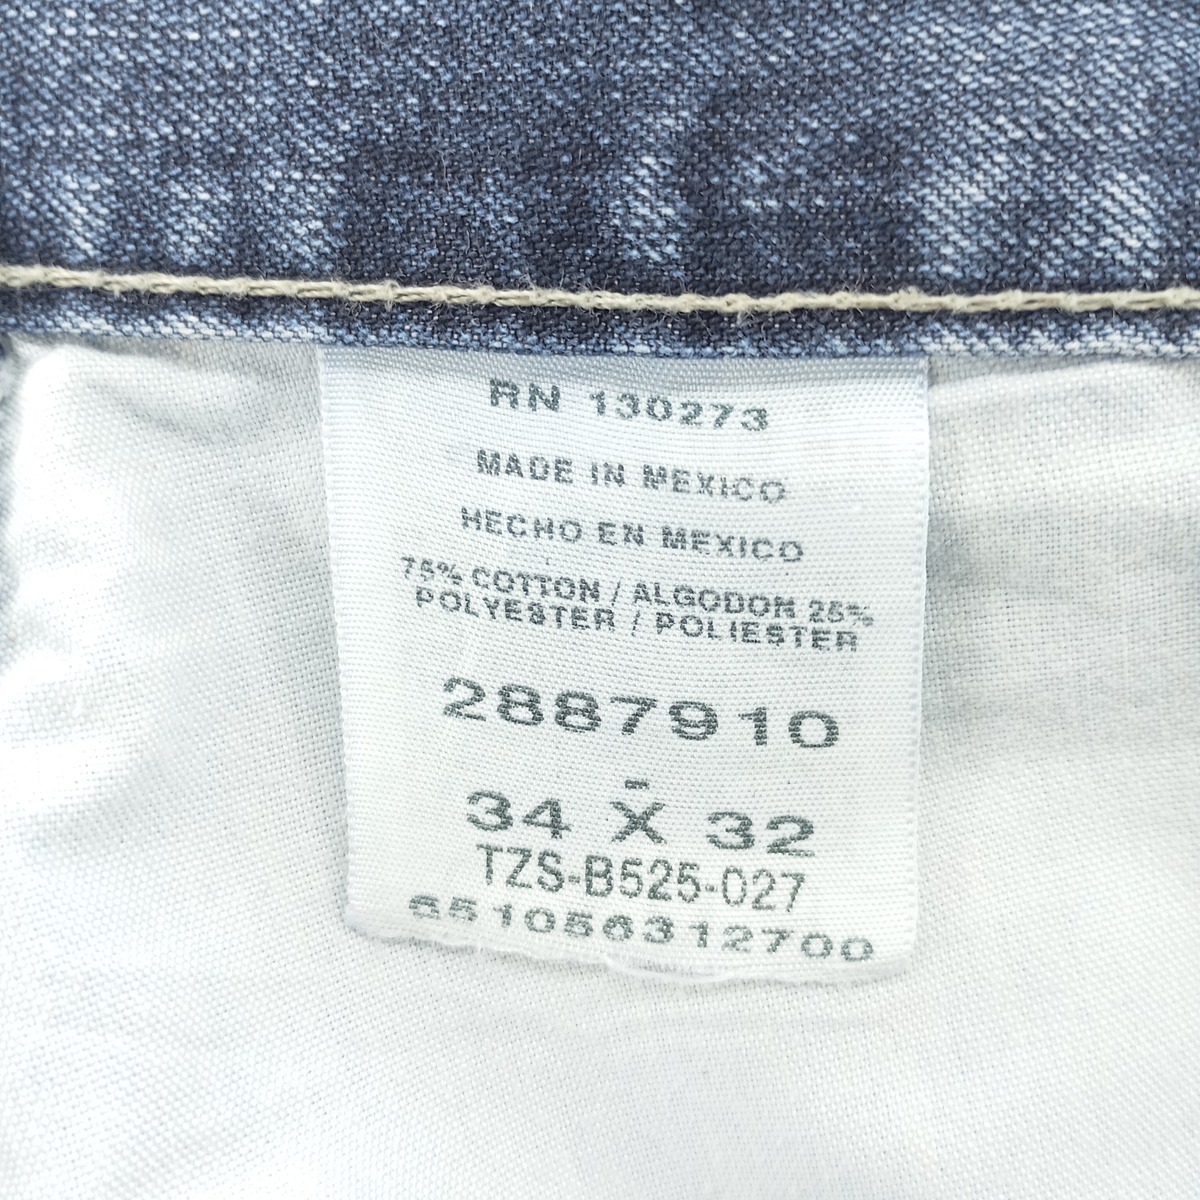 RN 130273
MADE IN MEXICO
HECHO EN MEXICO
75% COTTON / ALGODON 25%
POLYESTER / POLIESTER
2887910
-
34 X 32
TZS-B525-027
651056312700